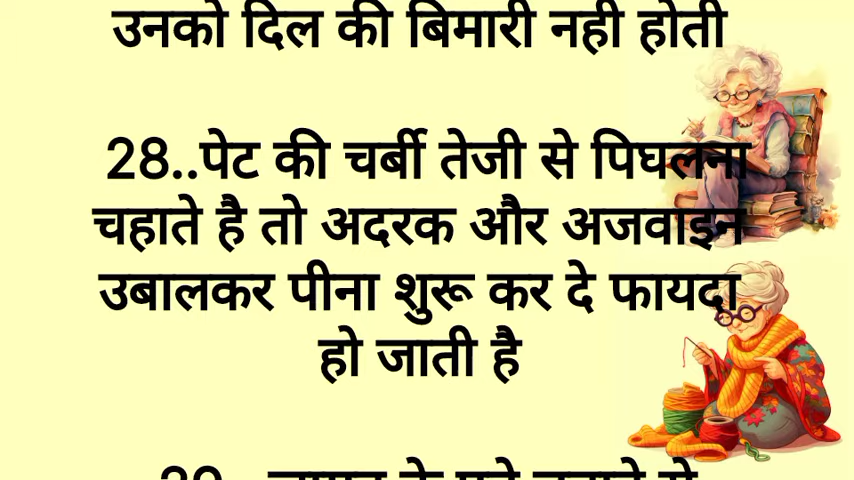 उनको दिल की बिमारी नही होती
28..पेट की चर्बी तेजी से पिघलना
चहाते है तो अदरक और अजवाइन
उबालकर पीना शुरू कर दे फायदा
हो जाती है